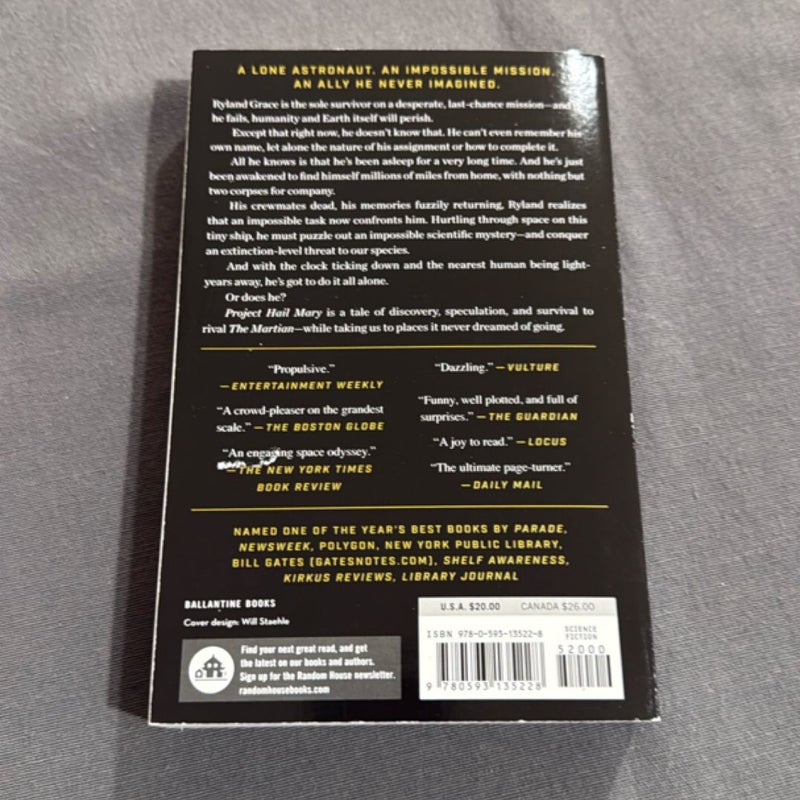 A LONE ASTRONAUT. AN IMPOSSIBLE MISSION.
AN ALLY HE NEVER IMAGINED.
Ryland Grace is the sole survivor on a desperate, last-chance mission—and
he fails, humanity and Earth itself will perish.
Except that right now, he doesn't know that. He can't even remember his
own name, let alone the nature of his assignment or how to complete it.
All he knows is that he's been asleep for a very long time. And he's just
been awakened to find himself millions of miles from home, with nothing but
two corpses for company.
His crewmates dead, his memories fuzzily returning, Ryland realizes
that an impossible task now confronts him. Hurtling through space on this
tiny ship, he must puzzle out an impossible scientific mystery—and conquer
an extinction-level threat to our species.
And with the clock ticking down and the nearest human being light-
years away, he's got to do it all alone.
Or does he?
Project Hail Mary is a tale of discovery, speculation, and survival to
rival The Martian—while taking us to places it never dreamed of going.
"Propulsive."
—ENTERTAINMENT WEEKLY
"A crowd-pleaser on the grandest
scale." —THE BOSTON GLOBE
"An engaging space odyssey."
—THE NEW YORK TIMES
BOOK REVIEW
"Dazzling." —VULTURE
"Funny, well plotted, and full of
surprises." —THE GUARDIAN
"A joy to read." —LOCUS
"The ultimate page-turner."
—DAILY MAIL
NAMED ONE OF THE YEAR'S BEST BOOKS BY PARADE,
NEWSWEEK, POLYGON, NEW YORK PUBLIC LIBRARY,
BILL GATES (GATESNOTES.COM), SHELF AWARENESS,
KIRKUS REVIEWS, LIBRARY JOURNAL
BALLANTINE BOOKS
Cover design: Will Staehle
Find your next great read, and get
the latest on our books and authors.
Sign up for the Random House newsletter.
randomhousebooks.com
U.S.A. $20.00 CANADA $26.00
ISBN 978-0-593-13522-8
SCIENCE
FICTION
52000
9 780593 135228